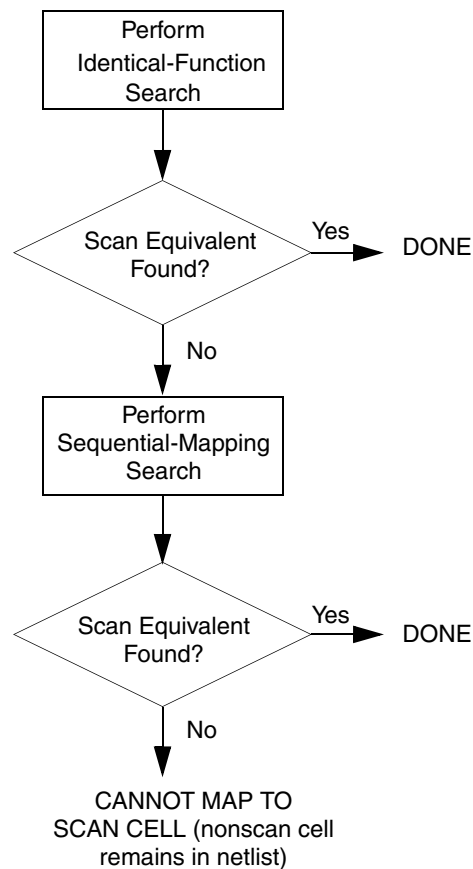 Perform
Identical-Function
Search
Scan Equivalent
Found?
Yes
DONE
No
Perform
Sequential-Mapping
Search
Scan Equivalent
Found?
Yes
DONE
No
CANNOT MAP TO
SCAN CELL (nonscan cell
remains in netlist)